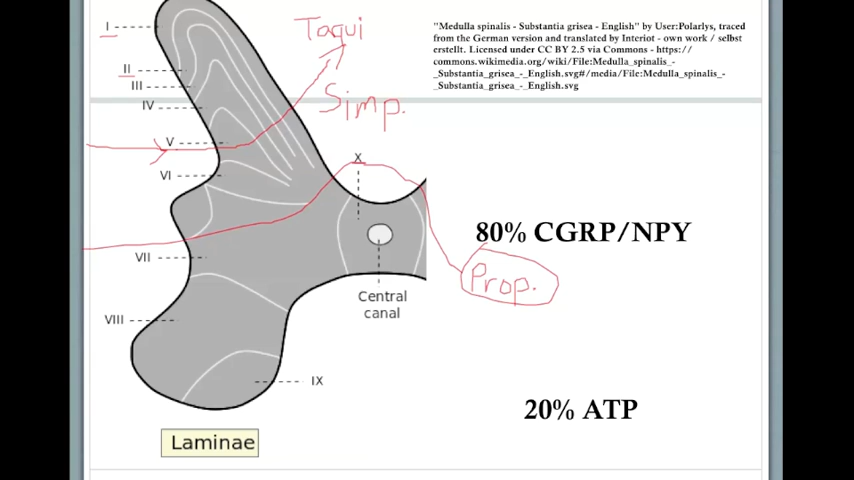 I
II
III
IV
V
VI
VII
VIII
IX
X
Taqui
Simp.
"Medulla spinalis - Substantia grisea - English" by User:Polarlys, traced
from the German version and translated by Interiot - own work / selbst
erstellt. Licensed under CC BY 2.5 via Commons - https://
commons.wikimedia.org/wiki/File:Medulla_spinalis_-
_Substantia_grisea_-_English.svg#/media/File:Medulla_spinalis_-
_Substantia_grisea_-_English.svg
80% CGRP/NPY
Prop.
Central
canal
20% ATP
Laminae